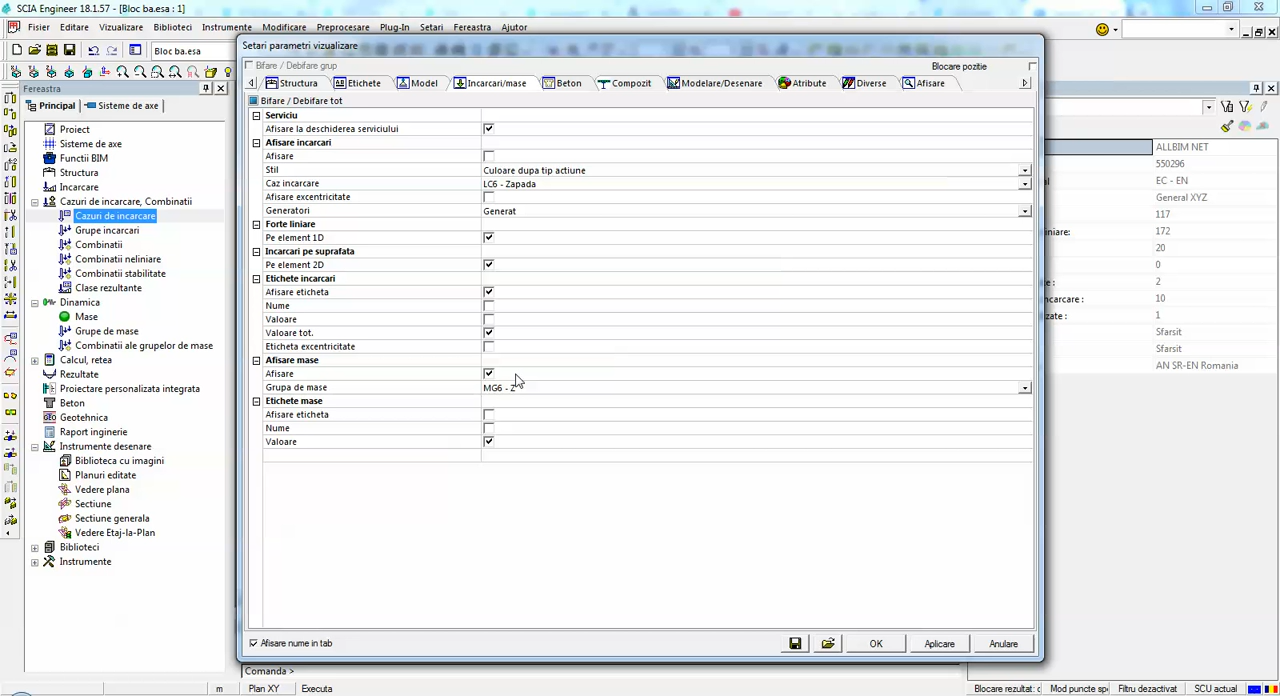 SCIA Engineer 18.1.57 - [Bloc ba.esa : 1]
Fisier Editare Vizualizare Biblioteci Instrumente Modificare Preprocesare Plug-In Setari Fereastra Ajutor
Bloc ba.esa
Setari parametri vizualizare
Bifare / Debifare grup
Blocare pozitie
Structura Etichete Model Incarcari/mase Beton Compozit Modelare/Desenare Atribute Diverse Afisare
Bifare / Debifare tot
Serviciu
Afisare la deschiderea serviciului
Afisare incarcari
Afisare
Stil Culoare dupa tip actiune
Caz incarcare LC6 - Zapada
Afisare excentricitate
Generatori Generat
Forte liniare
Pe element 1D
Incarcari pe suprafata
Pe element 2D
Etichete incarcari
Afisare eticheta
Nume
Valoare
Valoare tot.
Eticheta excentricitate
Afisare mase
Afisare
Grupa de mase MG6 - Z
Etichete mase
Afisare eticheta
Nume
Valoare
Afisare nume in tab
OK Aplicare Anulare
Fereastra
Principal Sisteme de axe
Proiect
Sisteme de axe
Functii BIM
Structura
Incarcare
Cazuri de incarcare, Combinatii
Cazuri de incarcare
Grupe incarcari
Combinatii
Combinatii neliniare
Combinatii stabilitate
Clase rezultante
Dinamica
Mase
Grupe de mase
Combinatii ale grupelor de mase
Calcul, retea
Rezultate
Proiectare personalizata integrata
Beton
Geotehnica
Raport inginerie
Instrumente desenare
Biblioteca cu imagini
Planuri editate
Vedere plana
Sectiune
Sectiune generala
Vedere Etaj-la-Plan
Biblioteci
Instrumente
ALLBIM NET
550296
al EC - EN
General XYZ
117
iniare: 172
20
0
e : 2
incarcare : 10
izate : 1
Sfarsit
Sfarsit
AN SR-EN Romania
Comanda >
m Plan XY Executa
Blocare rezultat: c Mod puncte sp Filtru dezactivat SCU actual